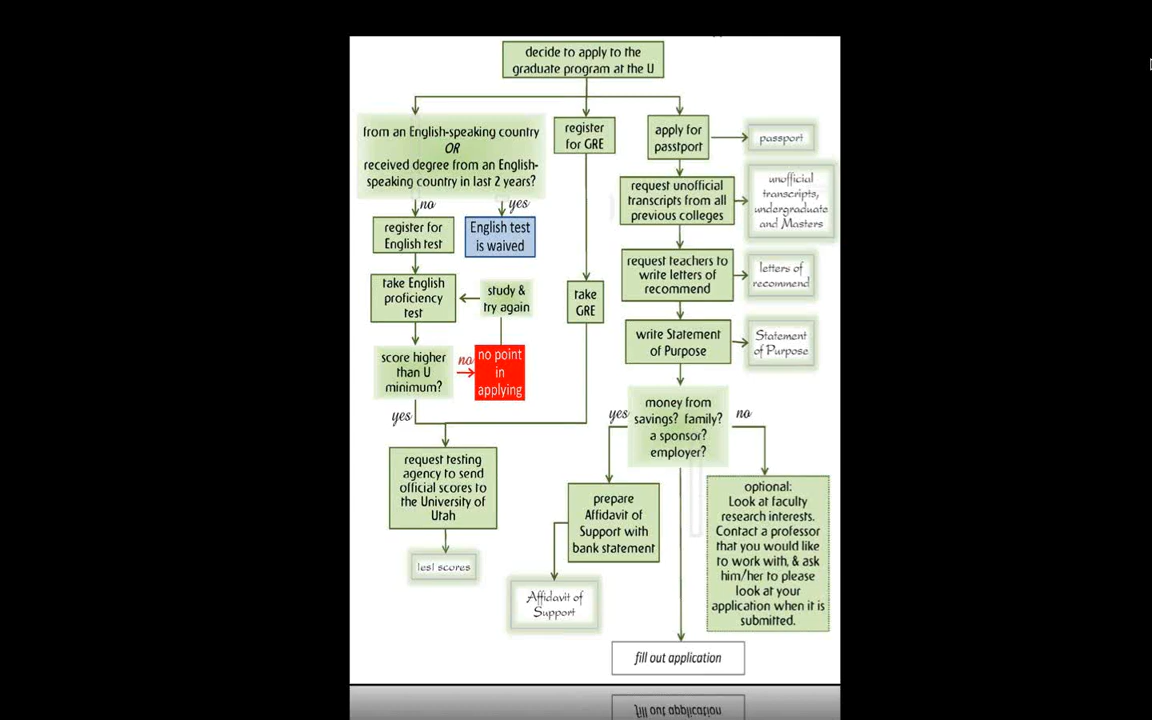 decide to apply to the
graduate program at the U
from an English-speaking country
OR
received degree from an English-
speaking country in last 2 years?
no
yes
register for
English test
English test
is waived
take English
proficiency
test
study &
try again
score higher
than U
minimum?
no
no point
in
applying
yes
register
for GRE
take
GRE
request testing
agency to send
official scores to
the University of
Utah
test scores
apply for
passtport
passport
request unofficial
transcripts from all
previous colleges
unofficial
transcripts,
undergraduate
and Masters
request teachers to
write letters of
recommend
letters of
recommend
write Statement
of Purpose
Statement
of Purpose
money from
savings? family?
a sponsor?
employer?
yes
no
prepare
Affidavit of
Support with
bank statement
Affidavit of
Support
optional:
Look at faculty
research interests.
Contact a professor
that you would like
to work with, & ask
him/her to please
look at your
application when it is
submitted.
fill out application
fill out application